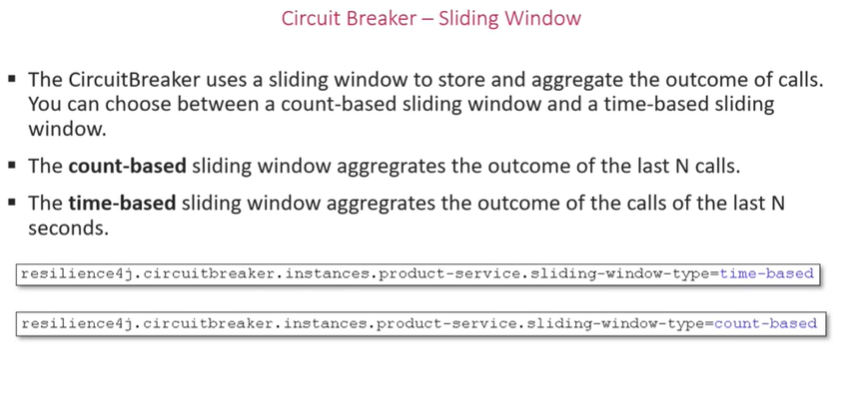 Circuit Breaker – Sliding Window
▪ The CircuitBreaker uses a sliding window to store and aggregate the outcome of calls.
You can choose between a count-based sliding window and a time-based sliding
window.
▪ The count-based sliding window aggregrates the outcome of the last N calls.
▪ The time-based sliding window aggregrates the outcome of the calls of the last N
seconds.
resilience4j.circuitbreaker.instances.product-service.sliding-window-type=time-based
resilience4j.circuitbreaker.instances.product-service.sliding-window-type=count-based